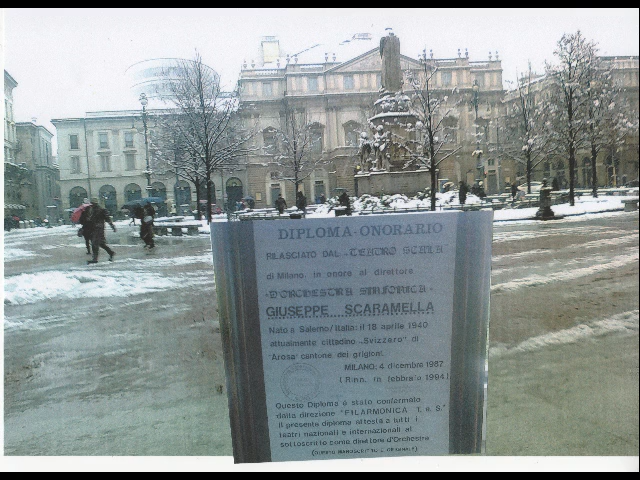 DIPLOMA-ONORARIO
RILASCIATO DAL „TEATRO SCALA
di Milano in onore al direttore
"D'ORCHESTRA SINFONICA"
GIUSEPPE SCARAMELLA
Nato a Salerno/Italia: il 18 aprile 1940
attualmente cittadino „Svizzero" di
'Arosa' cantone dei grigioni.
MILANO, 4 dicembre 1987
(Rinn. ra febbraio 1994)
Questo Diploma è stato confermato
dalla direzione "FILARMONICA T. d S."
il presente diploma attesta a tutti i
teatri nazionali e internazionali al
sottoscritto come direttore d'Orchestra